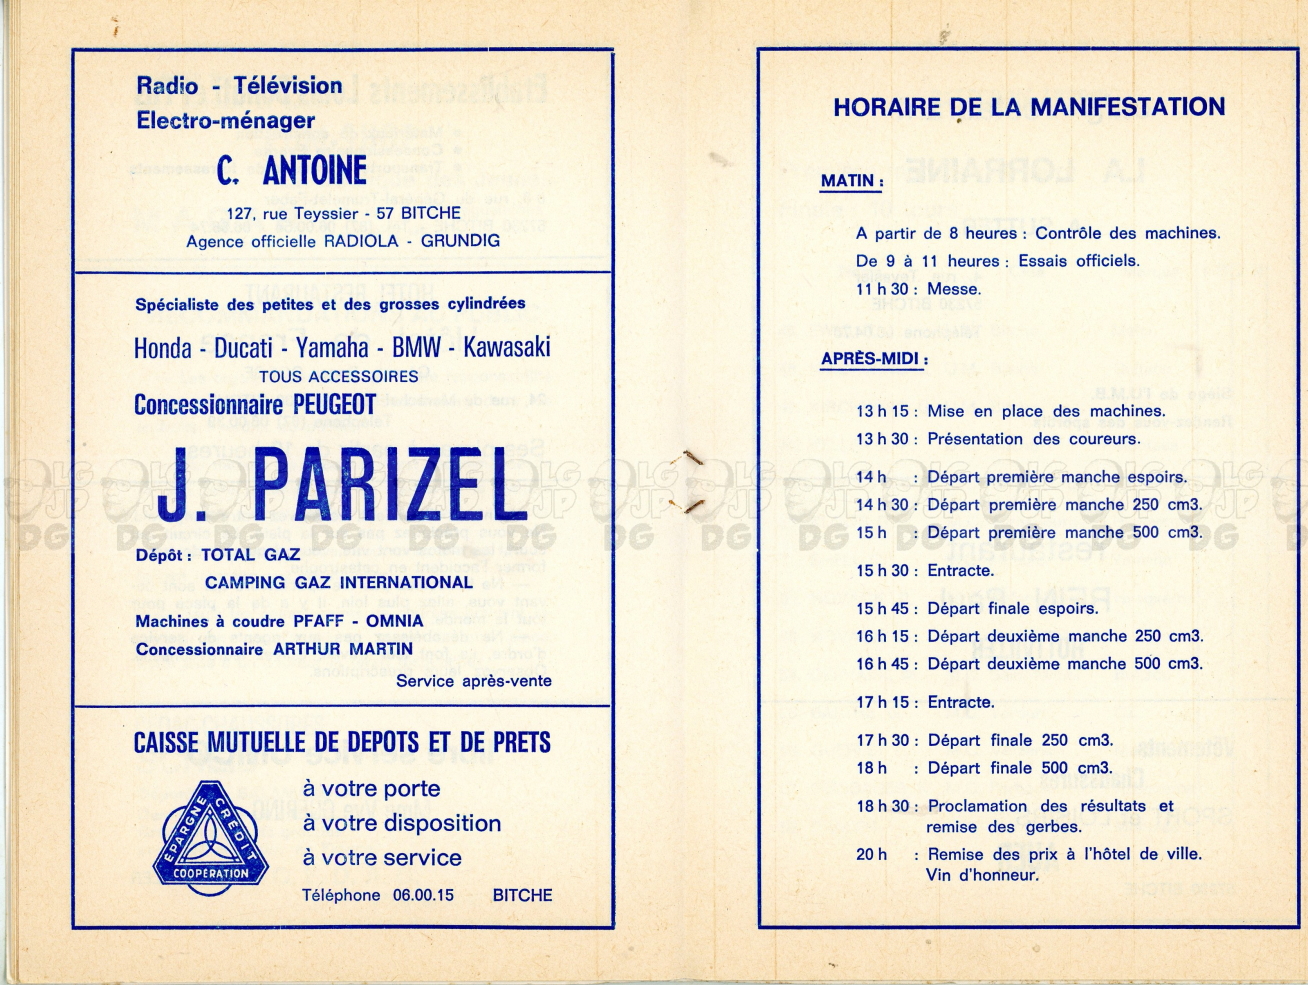 Radio - Télévision
Electro-ménager
C. ANTOINE
127, rue Teyssier - 57 BITCHE
Agence officielle RADIOLA - GRUNDIG
Spécialiste des petites et des grosses cylindrées
Honda - Ducati - Yamaha - BMW - Kawasaki
TOUS ACCESSOIRES
Concessionnaire PEUGEOT
J. PARIZEL
Dépôt : TOTAL GAZ
CAMPING GAZ INTERNATIONAL
Machines à coudre PFAFF - OMNIA
Concessionnaire ARTHUR MARTIN
Service après-vente
CAISSE MUTUELLE DE DEPOTS ET DE PRETS
EPARGNE CREDIT
COOPERATION
à votre porte
à votre disposition
à votre service
Téléphone 06.00.15 BITCHE
HORAIRE DE LA MANIFESTATION
MATIN :
A partir de 8 heures : Contrôle des machines.
De 9 à 11 heures : Essais officiels.
11 h 30 : Messe.
APRÈS-MIDI :
13 h 15 : Mise en place des machines.
13 h 30 : Présentation des coureurs.
14 h : Départ première manche espoirs.
14 h 30 : Départ première manche 250 cm3.
15 h : Départ première manche 500 cm3.
15 h 30 : Entracte.
15 h 45 : Départ finale espoirs.
16 h 15 : Départ deuxième manche 250 cm3.
16 h 45 : Départ deuxième manche 500 cm3.
17 h 15 : Entracte.
17 h 30 : Départ finale 250 cm3.
18 h : Départ finale 500 cm3.
18 h 30 : Proclamation des résultats et
remise des gerbes.
20 h : Remise des prix à l'hôtel de ville.
Vin d'honneur.